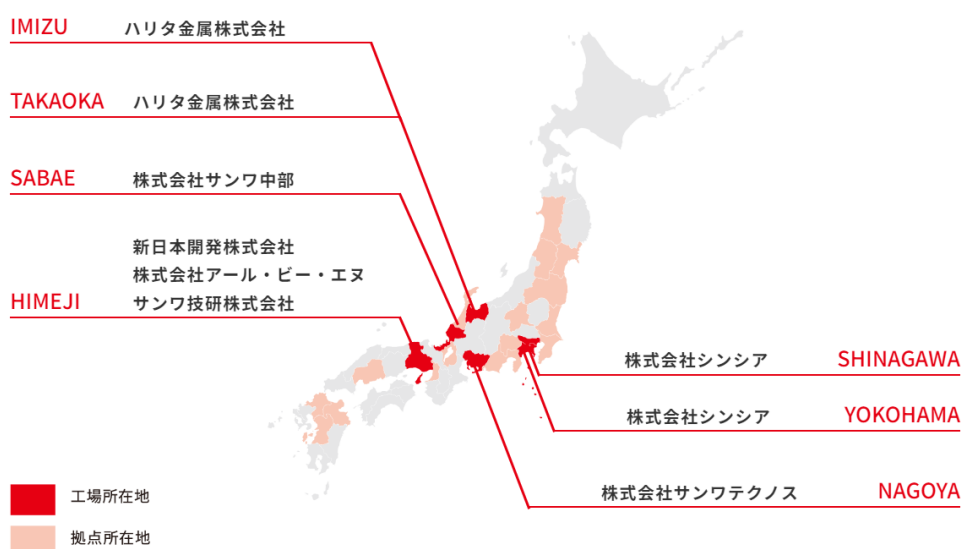 IMIZU ハリタ金属株式会社
TAKAOKA ハリタ金属株式会社
SABAE 株式会社サンワ中部
新日本開発株式会社
株式会社アール・ビー・エヌ
HIMEJI サンワ技研株式会社
株式会社シンシア SHINAGAWA
株式会社シンシア YOKOHAMA
株式会社サンワテクノス NAGOYA
工場所在地
拠点所在地